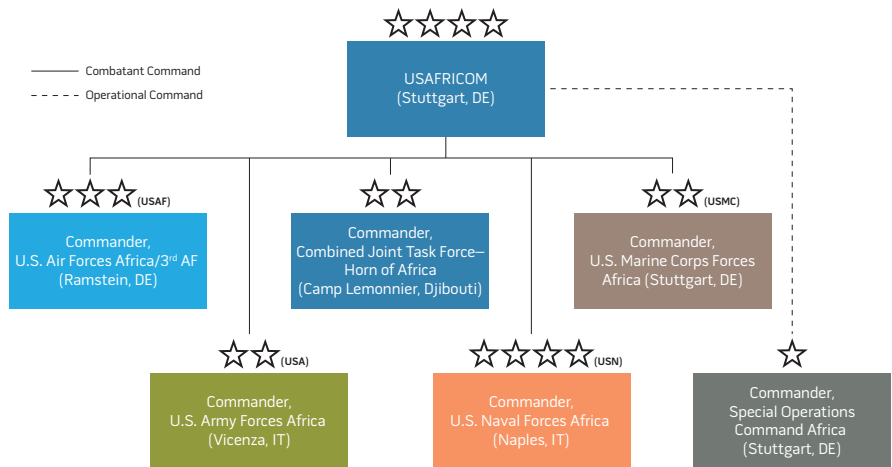 Combatant Command
Operational Command
USAFRICOM
(Stuttgart, DE)
(USAF)
Commander,
U.S. Air Forces Africa/3rd AF
(Ramstein, DE)
Commander,
Combined Joint Task Force–
Horn of Africa
(Camp Lemonnier, Djibouti)
(USMC)
Commander,
U.S. Marine Corps Forces
Africa (Stuttgart, DE)
(USA)
Commander,
U.S. Army Forces Africa
(Vicenza, IT)
(USN)
Commander,
U.S. Naval Forces Africa
(Naples, IT)
Commander,
Special Operations
Command Africa
(Stuttgart, DE)